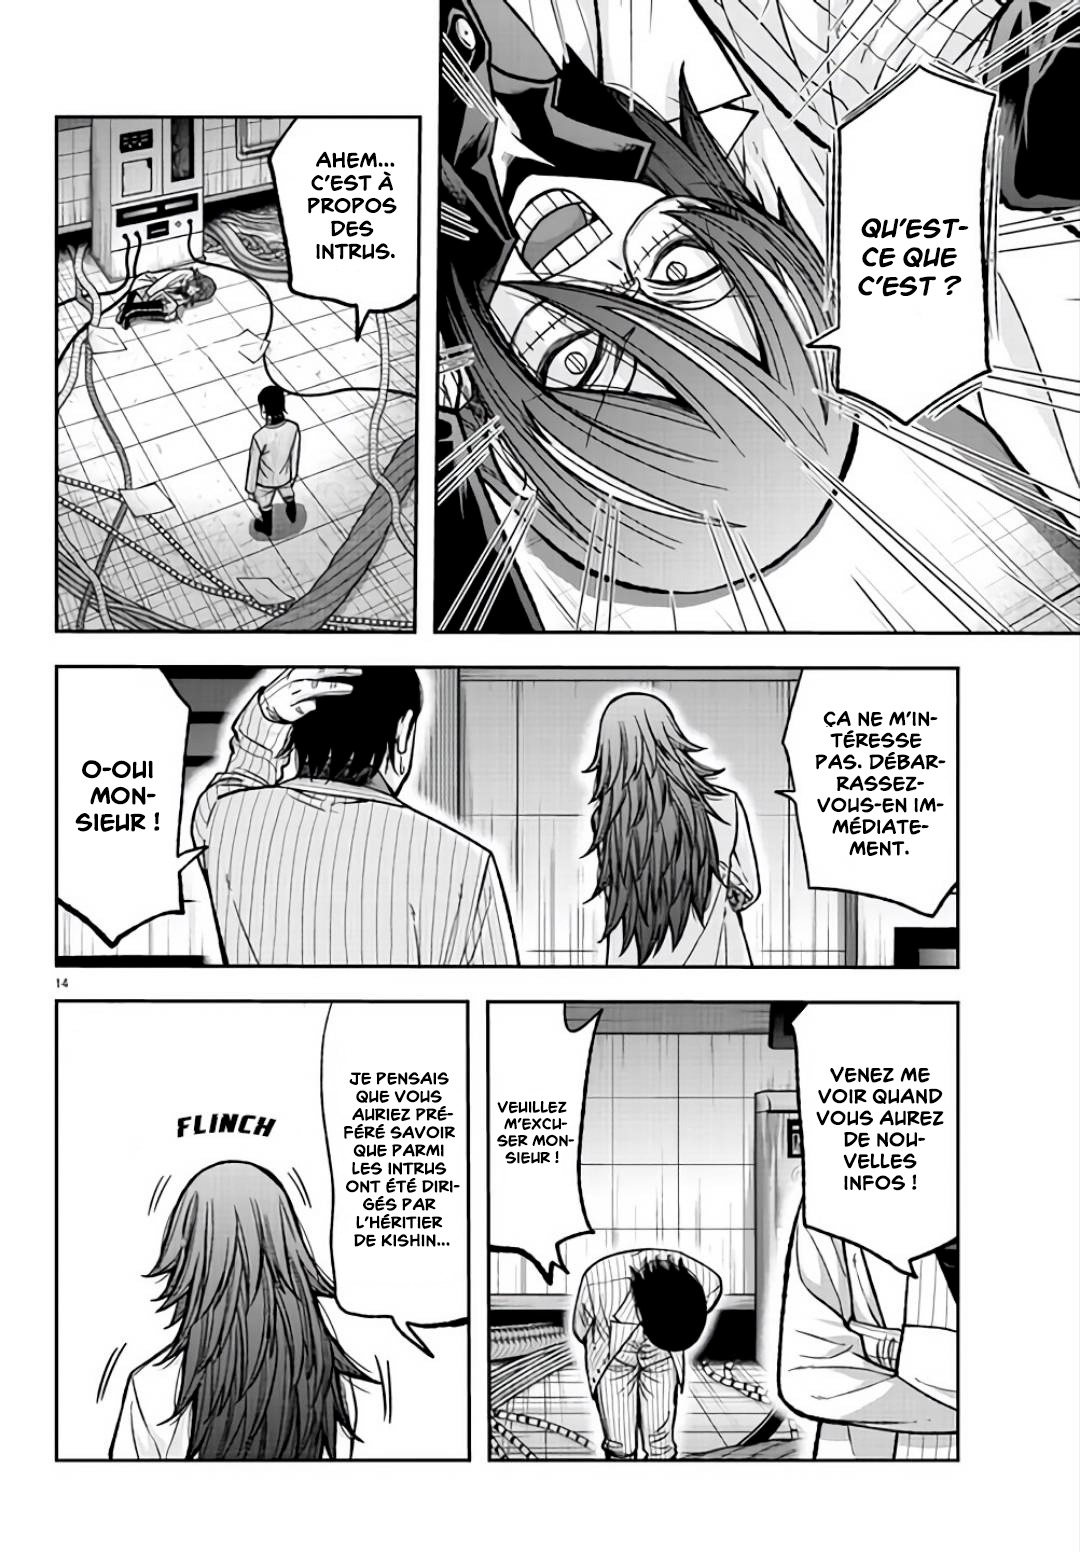 QU'EST-
CE QUE
C'EST ?
AHEM...
C'EST À
PROPOS
DES
INTRUS.
ÇA NE M'IN-
TÉRESSE
PAS. DÉBAR-
RASSEZ-
VOUS-EN IM-
MÉDIATE-
MENT.
O-OUI
MON-
SIEUR !
14
VENEZ ME
VOIR QUAND
VOUS AUREZ
DE NOU-
VELLES
INFOS !
VEUILLEZ
M'EXCU-
SER MON-
SIEUR !
JE PENSAIS
QUE VOUS
AURIEZ PRÉ-
FÉRÉ SAVOIR
QUE PARMI
LES INTRUS
ONT ÉTÉ DIRI-
GÉS PAR
L'HÉRITIER
DE KISHIN...
FLINCH